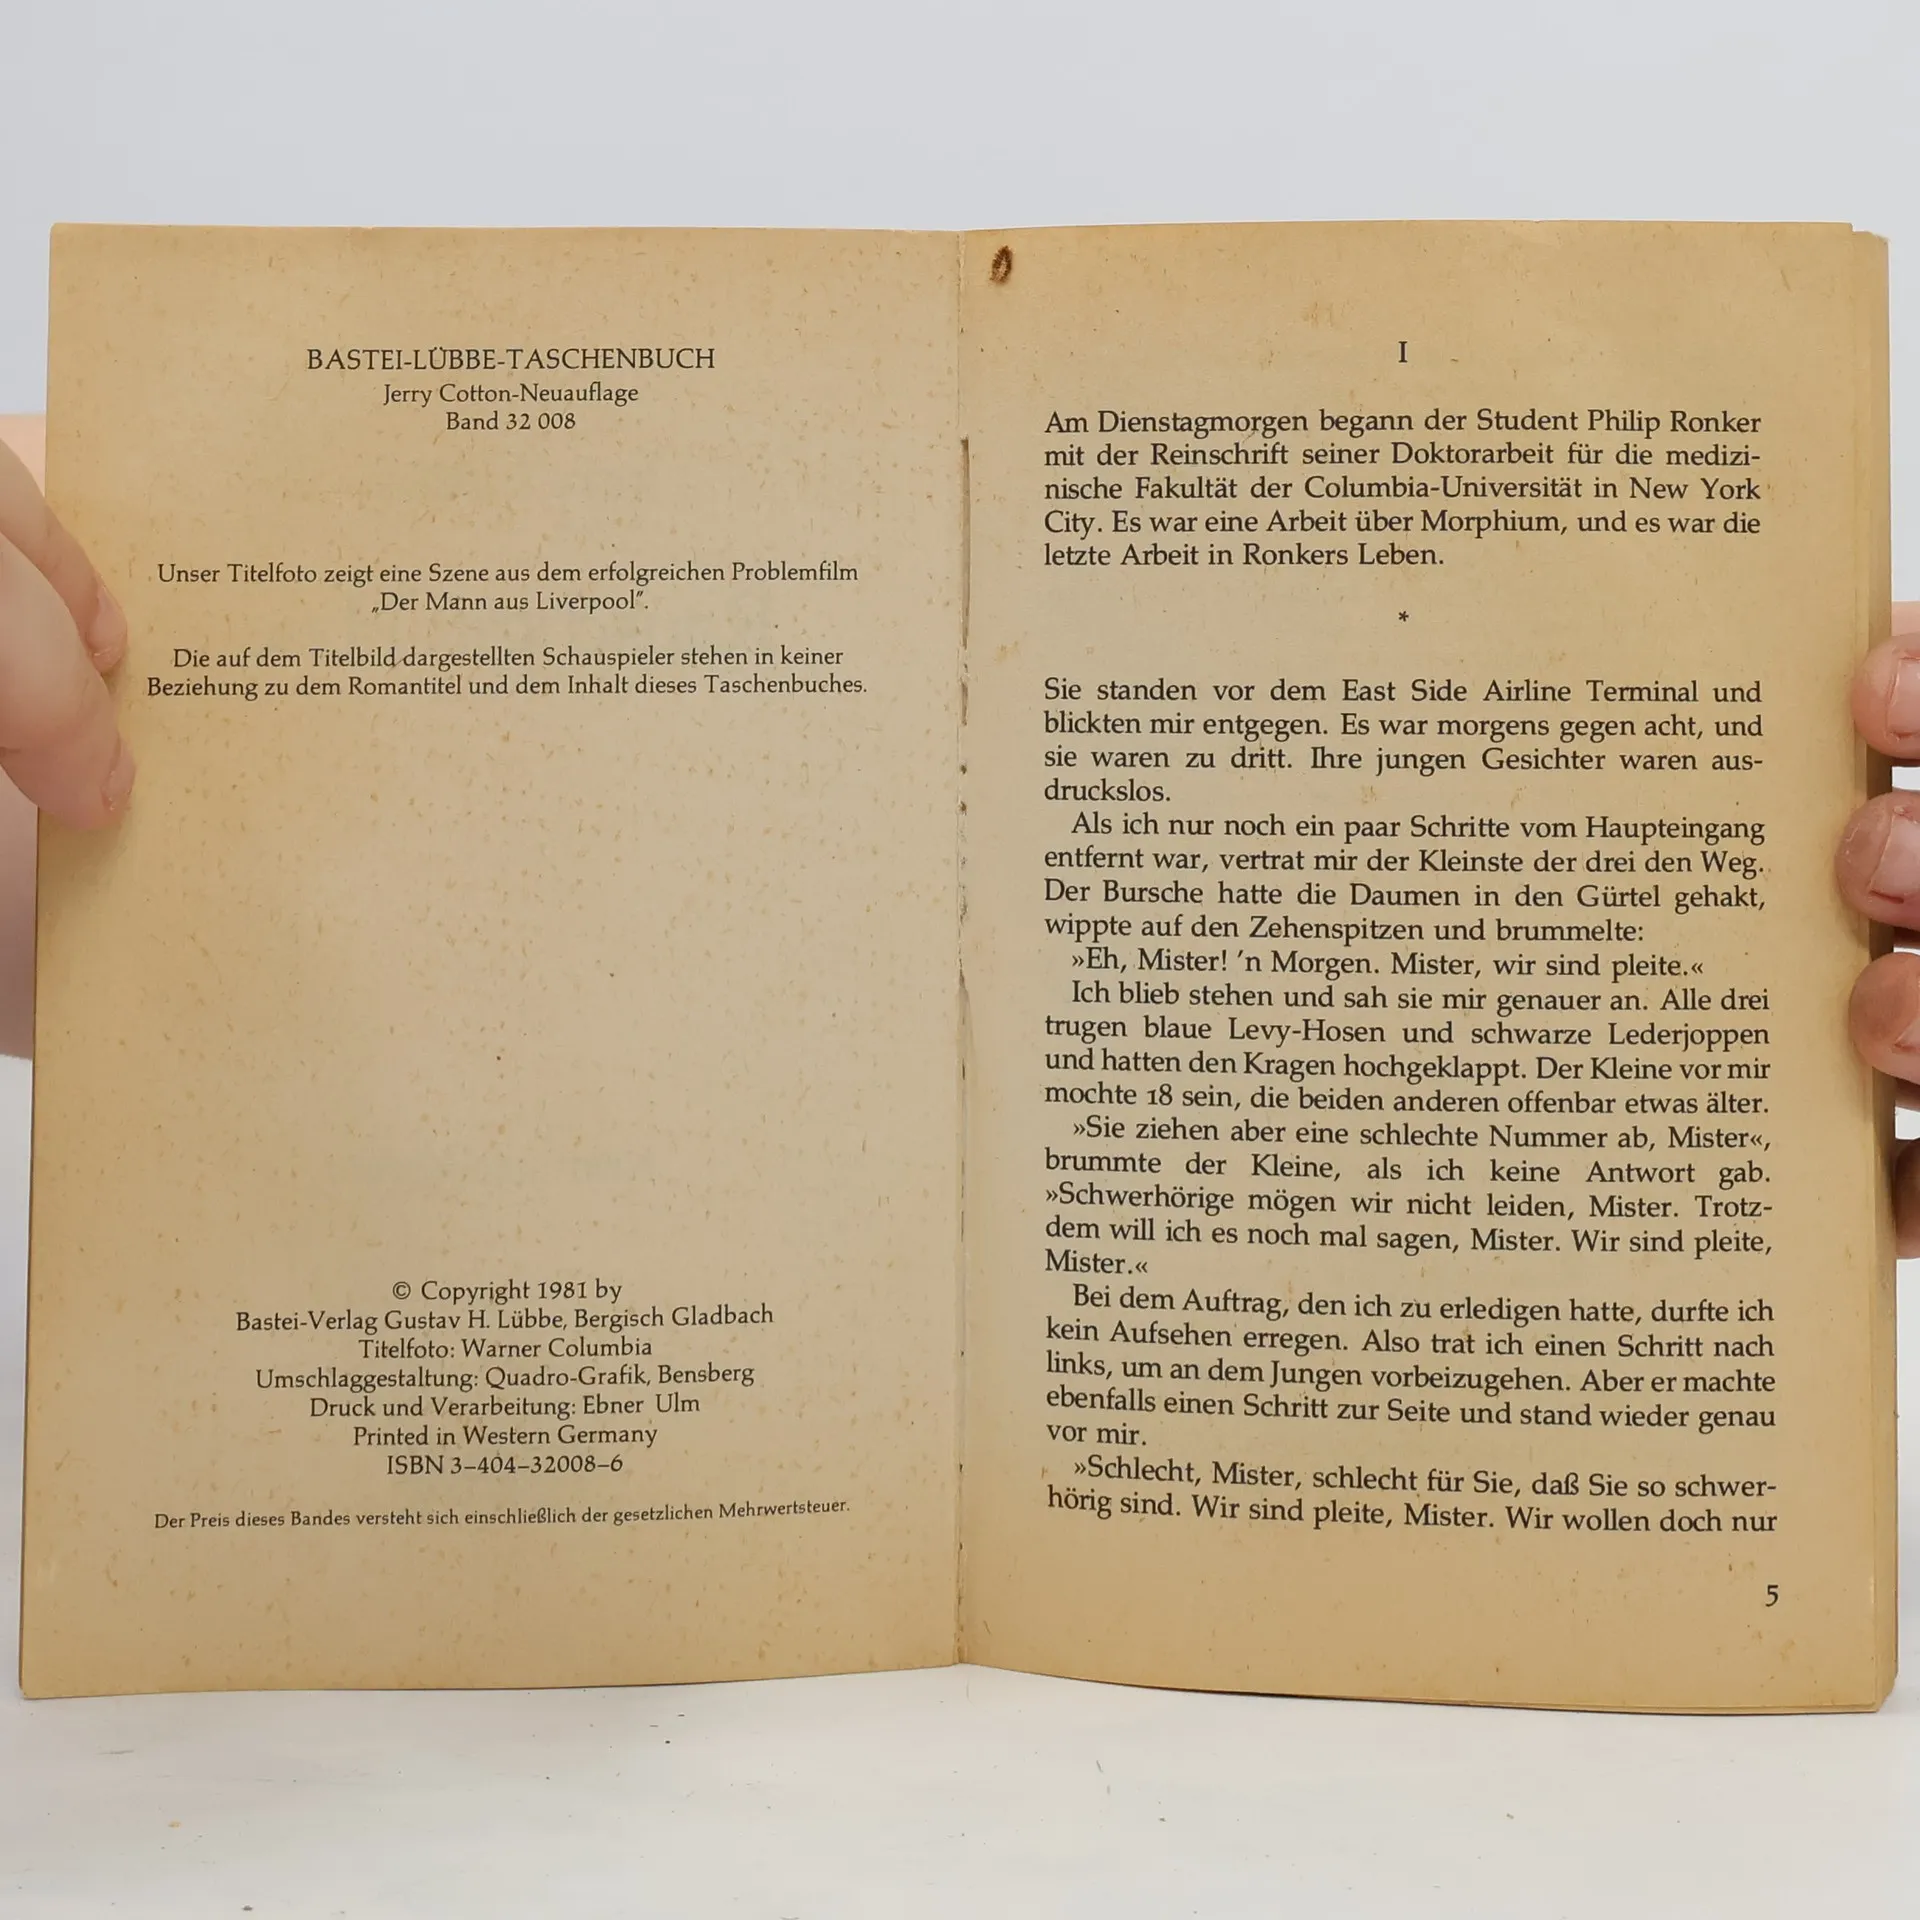 BASTEI-LÜBBE-TASCHENBUCH
Jerry Cotton-Neuauflage
Band 32 008
Unser Titelfoto zeigt eine Szene aus dem erfolgreichen Problemfilm
„Der Mann aus Liverpool”.
Die auf dem Titelbild dargestellten Schauspieler stehen in keiner
Beziehung zu dem Romantitel und dem Inhalt dieses Taschenbuches.
© Copyright 1981 by
Bastei-Verlag Gustav H. Lübbe, Bergisch Gladbach
Titelfoto: Warner Columbia
Umschlaggestaltung: Quadro-Grafik, Bensberg
Druck und Verarbeitung: Ebner Ulm
Printed in Western Germany
ISBN 3–404–32008–6
Der Preis dieses Bandes versteht sich einschließlich der gesetzlichen Mehrwertsteuer.
I
Am Dienstagmorgen begann der Student Philip Ronker
mit der Reinschrift seiner Doktorarbeit für die medizi-
nische Fakultät der Columbia-Universität in New York
City. Es war eine Arbeit über Morphium, und es war die
letzte Arbeit in Ronkers Leben.
*
Sie standen vor dem East Side Airline Terminal und
blickten mir entgegen. Es war morgens gegen acht, und
sie waren zu dritt. Ihre jungen Gesichter waren aus-
druckslos.
Als ich nur noch ein paar Schritte vom Haupteingang
entfernt war, vertrat mir der Kleinste der drei den Weg.
Der Bursche hatte die Daumen in den Gürtel gehakt,
wippte auf den Zehenspitzen und brummelte:
»Eh, Mister! ’n Morgen. Mister, wir sind pleite.«
Ich blieb stehen und sah sie mir genauer an. Alle drei
trugen blaue Levy-Hosen und schwarze Lederjoppen
und hatten den Kragen hochgeklappt. Der Kleine vor mir
mochte 18 sein, die beiden anderen offenbar etwas älter.
»Sie ziehen aber eine schlechte Nummer ab, Mister«,
brummte der Kleine, als ich keine Antwort gab.
»Schwerhörige mögen wir nicht leiden, Mister. Trotz-
dem will ich es noch mal sagen, Mister. Wir sind pleite,
Mister.«
Bei dem Auftrag, den ich zu erledigen hatte, durfte ich
kein Aufsehen erregen. Also trat ich einen Schritt nach
links, um an dem Jungen vorbeizugehen. Aber er machte
ebenfalls einen Schritt zur Seite und stand wieder genau
vor mir.
»Schlecht, Mister, schlecht für Sie, daß Sie so schwer-
hörig sind. Wir sind pleite, Mister. Wir wollen doch nur
5